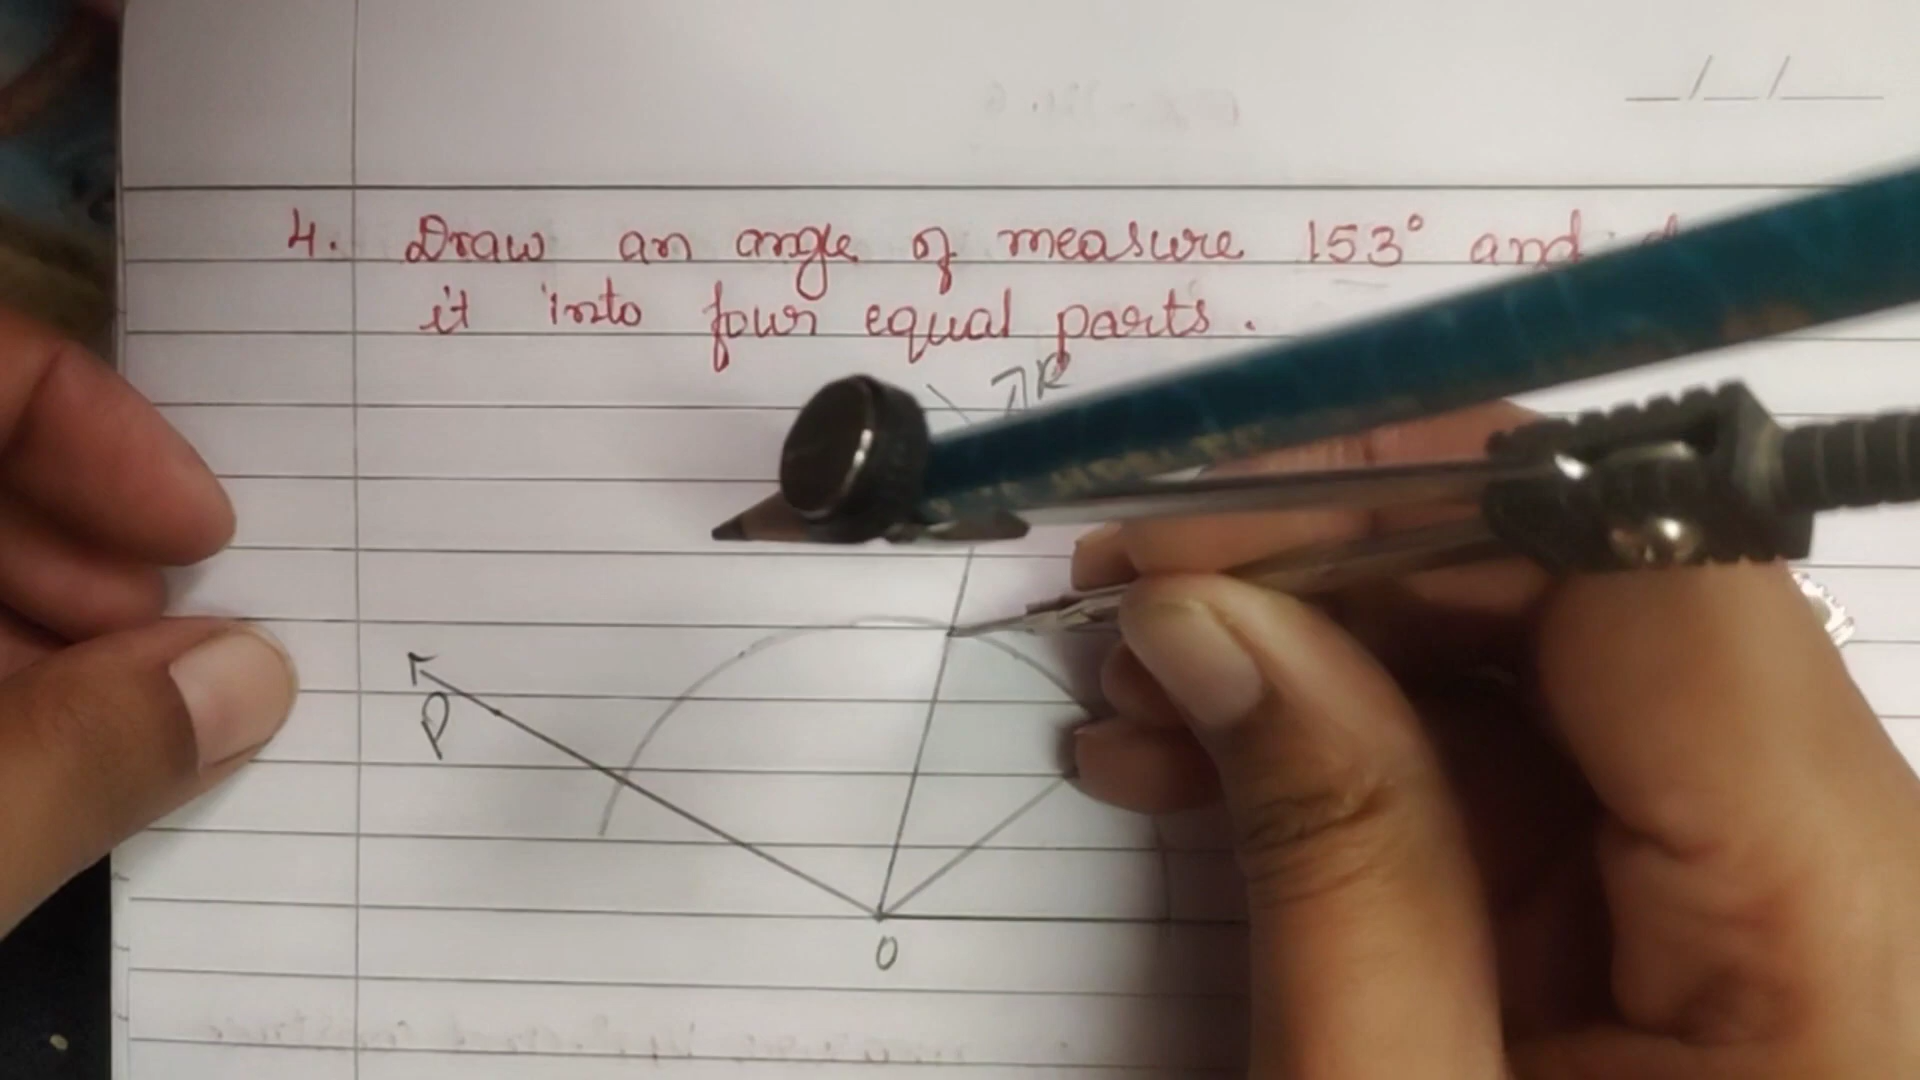 4. Draw an angle of measure 153° and
it into four equal parts.
R
P
O